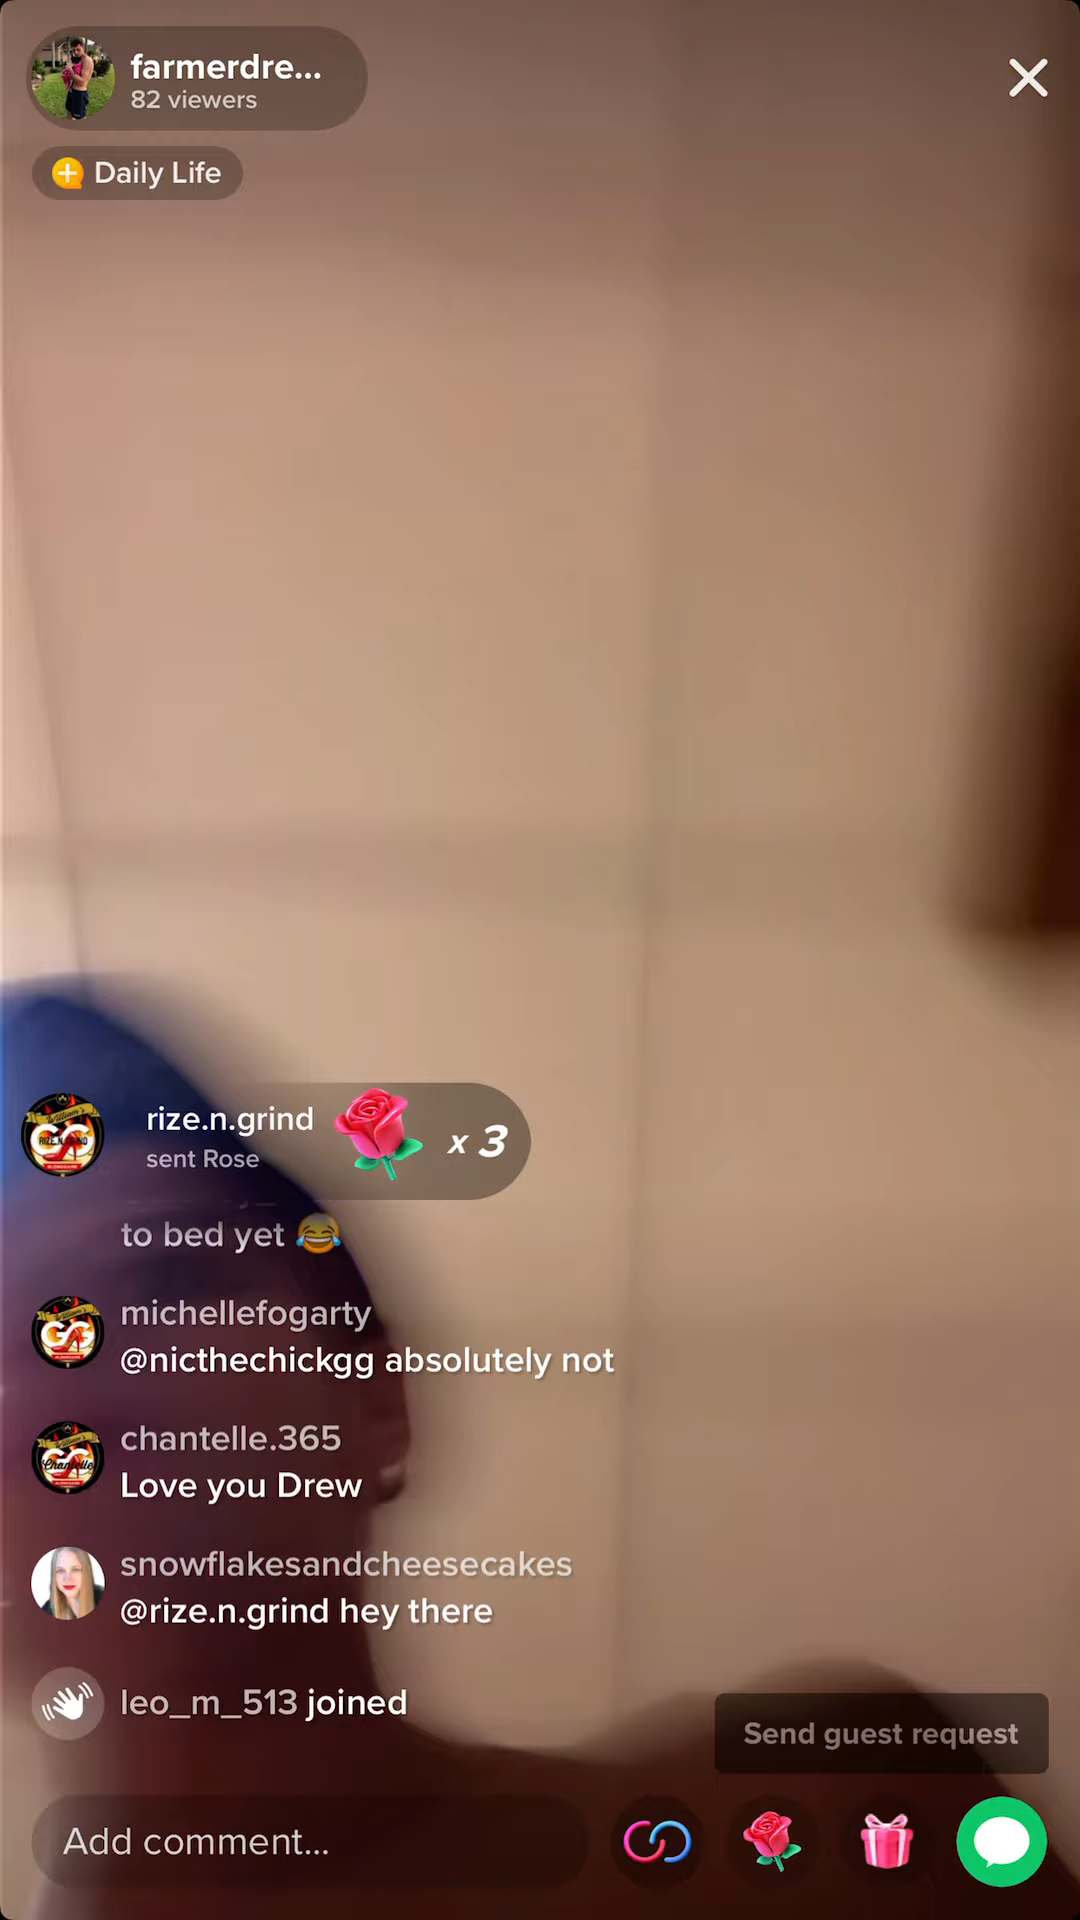 farmerdre...
82 viewers
Daily Life
rize.n.grind
sent Rose
x 3
to bed yet 😂
michellefogarty
@nicthechickgg absolutely not
chantelle.365
Love you Drew
snowflakesandcheesecakes
@rize.n.grind hey there
leo_m_513 joined
Send guest request
Add comment...